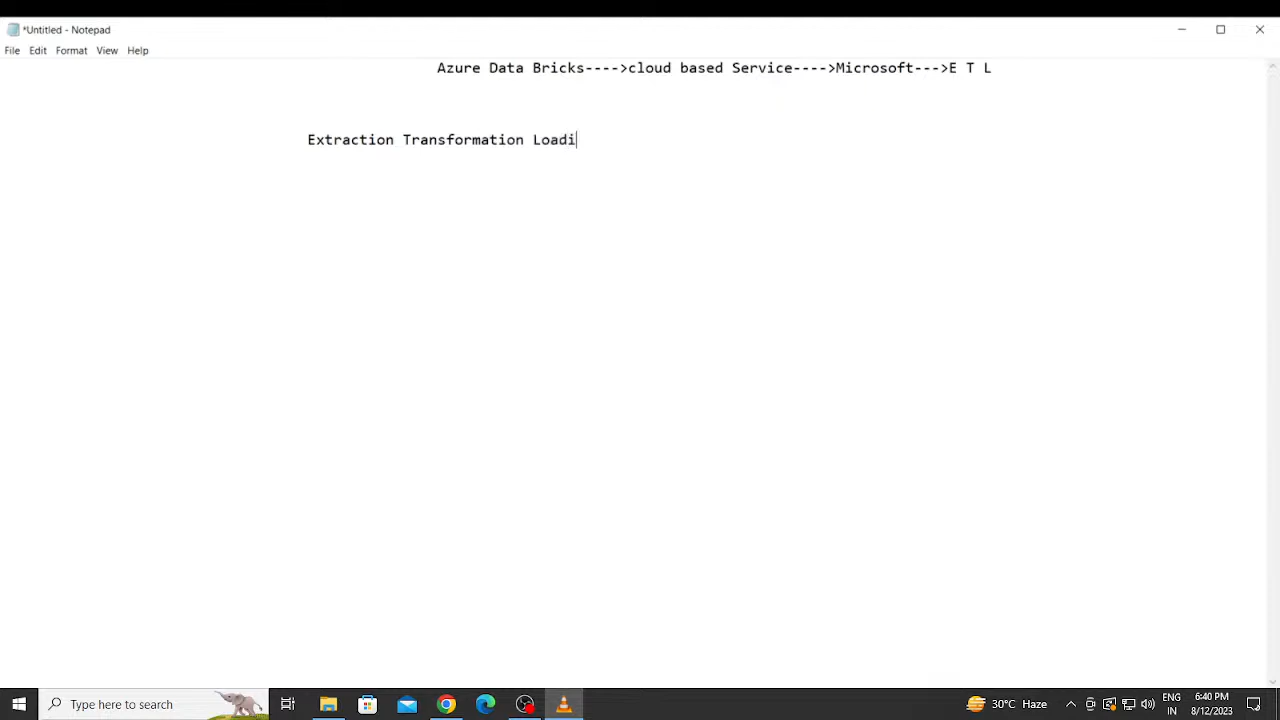 *Untitled - Notepad
File Edit Format View Help
Azure Data Bricks---->cloud based Service---->Microsoft--->E T L
Extraction Transformation Loadi
Type here to search
30°C Haze
ENG
IN
6:40 PM
8/12/2023